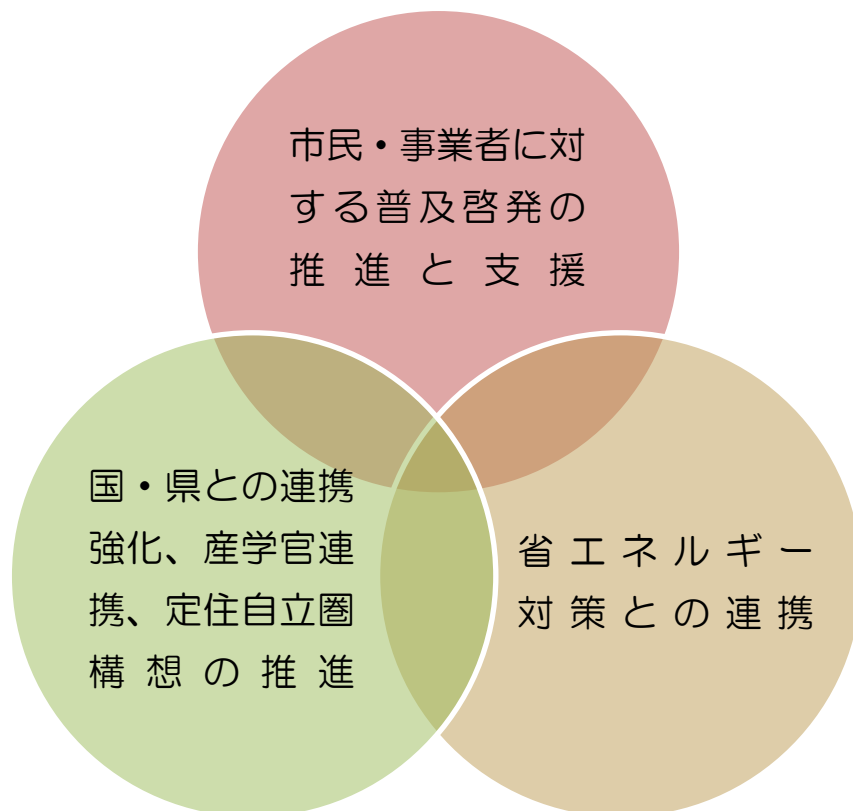 市民・事業者に対
する普及啓発の
推進と支援
国・県との連携
強化、産学官連
携、定住自立圏
構想の推進
省エネルギー
対策との連携